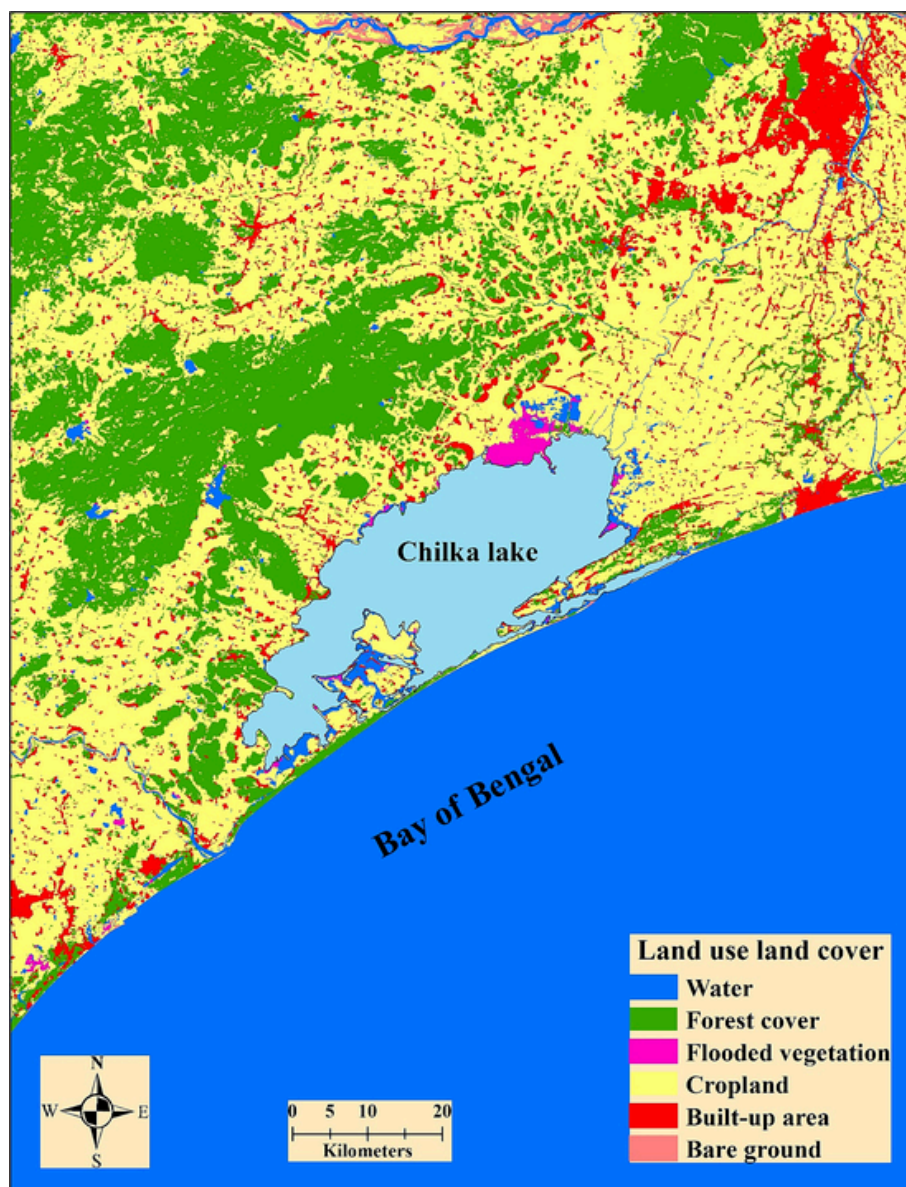 Chilka lake
Bay of Bengal
Land use land cover
Water
Forest cover
Flooded vegetation
Cropland
Built-up area
Bare ground
N
W E
S
0 5 10 20
Kilometers